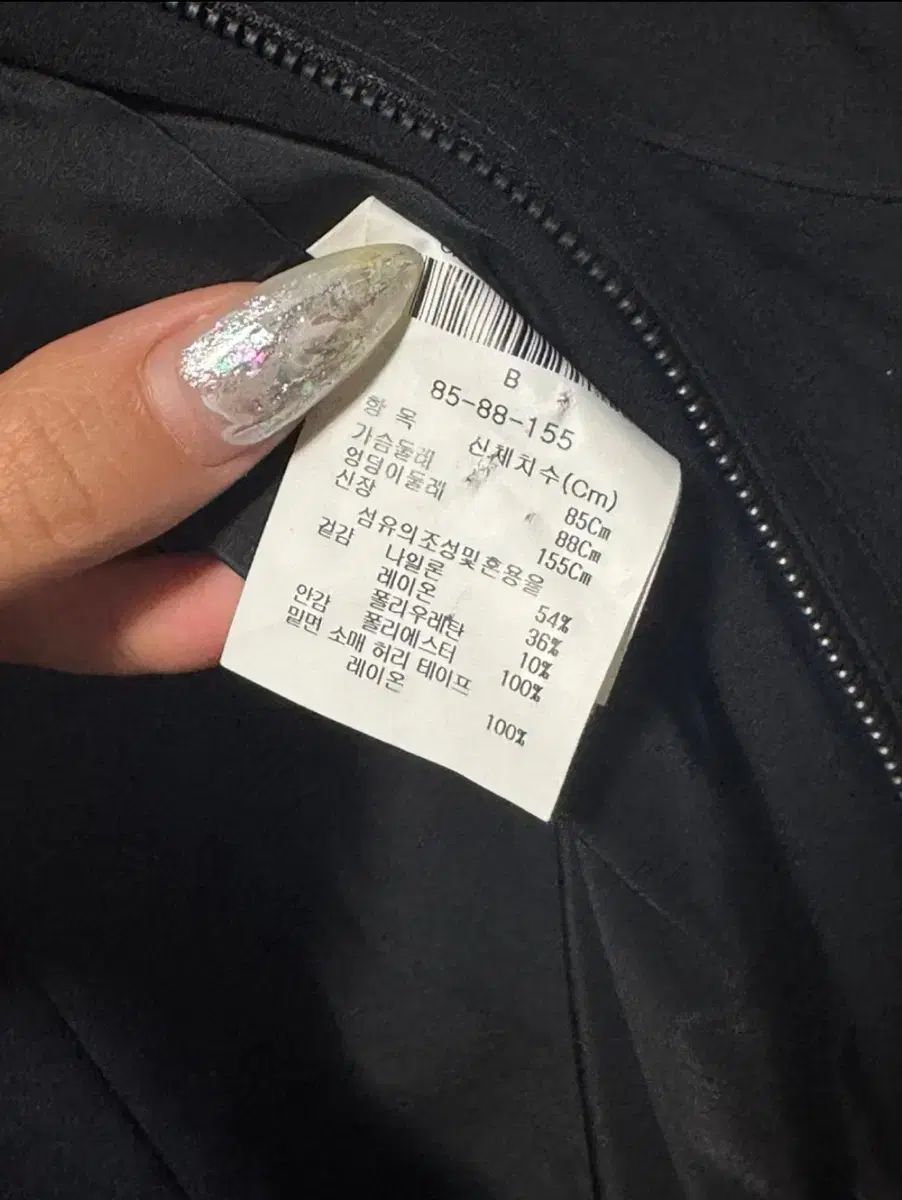 B
85-88-155
항 목 신체치수(Cm)
가슴둘레 85Cm
엉덩이둘레 88Cm
신장 155Cm
섬유의조성및혼용율
겉감 나일론 54%
레이온 36%
폴리우레탄 10%
안감 폴리에스터 100%
밑면 소매 허리 테이프
레이온 100%